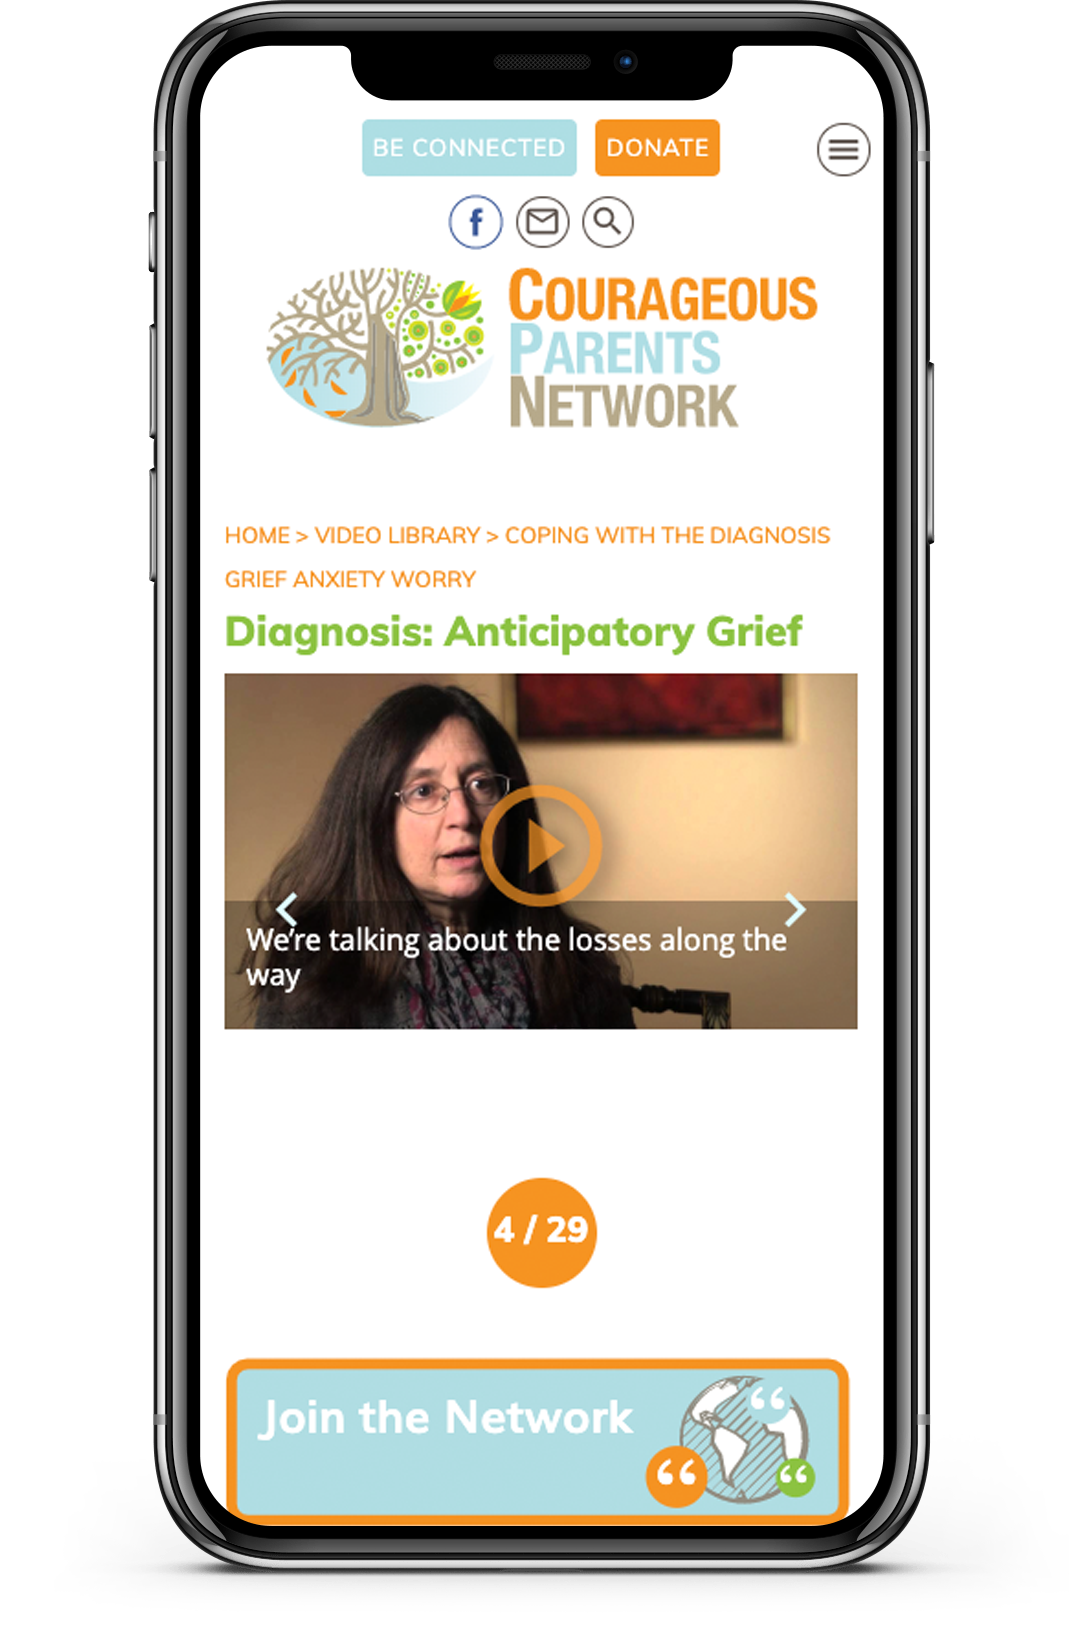 BE CONNECTED
DONATE
f
COURAGEOUS
PARENTS
NETWORK
HOME > VIDEO LIBRARY > COPING WITH THE DIAGNOSIS
GRIEF ANXIETY WORRY
Diagnosis: Anticipatory Grief
We're talking about the losses along the
way
4 / 29
Join the Network